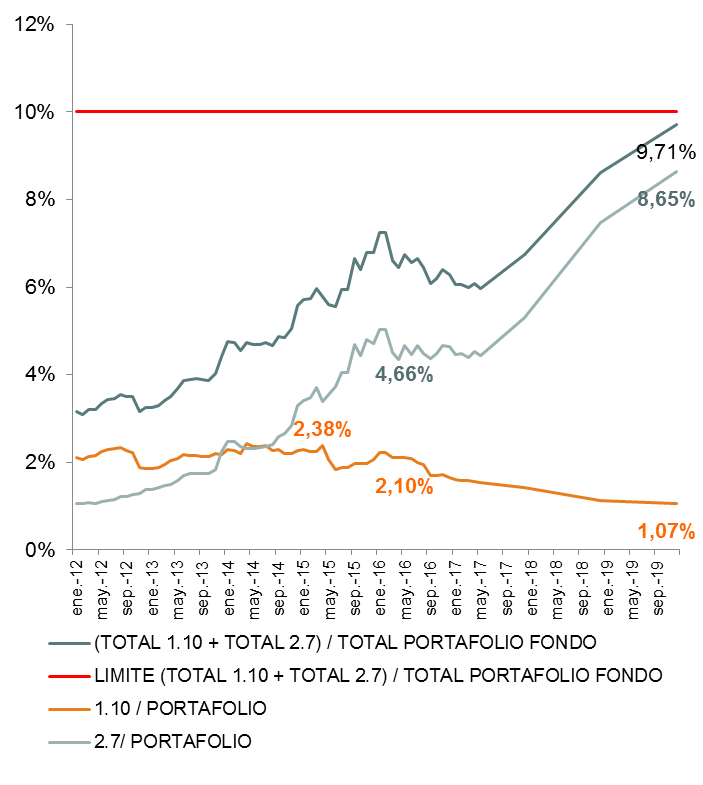 12%
10%
9,71%
8%
8,65%
6%
4,66%
4%
2,38%
2%
2,10%
1,07%
0%
ene.-12
may.-12
sep.-12
ene.-13
may.-13
sep.-13
ene.-14
may.-14
sep.-14
ene.-15
may.-15
sep.-15
ene.-16
may.-16
sep.-16
ene.-17
may.-17
sep.-17
ene.-18
may.-18
sep.-18
ene.-19
may.-19
sep.-19
(TOTAL 1.10 + TOTAL 2.7) / TOTAL PORTAFOLIO FONDO
LIMITE (TOTAL 1.10 + TOTAL 2.7) / TOTAL PORTAFOLIO FONDO
1.10 / PORTAFOLIO
2.7/ PORTAFOLIO